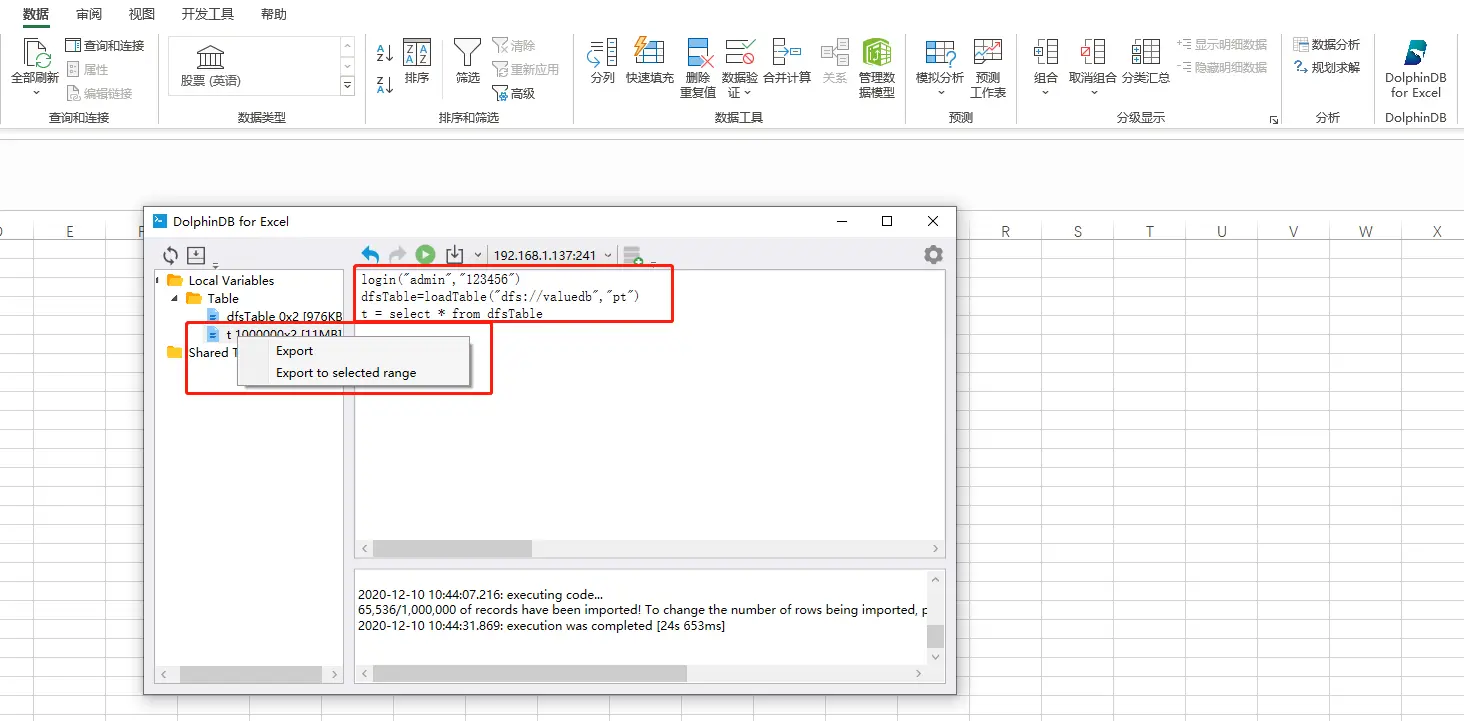 数据 审阅 视图 开发工具 帮助
全部刷新 查询和连接 属性 编辑链接
查询和连接
股票 (英语)
数据类型
排序 筛选 清除 重新应用 高级
排序和筛选
分列 快速填充 删除重复值 数据验证 合并计算 关系 管理数据模型
数据工具
模拟分析 预测工作表
预测
组合 取消组合 分类汇总 显示明细数据 隐藏明细数据
分级显示
数据分析 规划求解
分析
DolphinDB
for Excel
DolphinDB
E R S T U V W X
DolphinDB for Excel
192.168.1.137:241
Local Variables
Table
dfsTable 0x2 [976KB
t 1000000x2 [11MB]
Shared T
Export
Export to selected range
login("admin","123456")
dfsTable=loadTable("dfs://valuedb","pt")
t = select * from dfsTable
2020-12-10 10:44:07.216: executing code...
65,536/1,000,000 of records have been imported! To change the number of rows being imported, p
2020-12-10 10:44:31.869: execution was completed [24s 653ms]